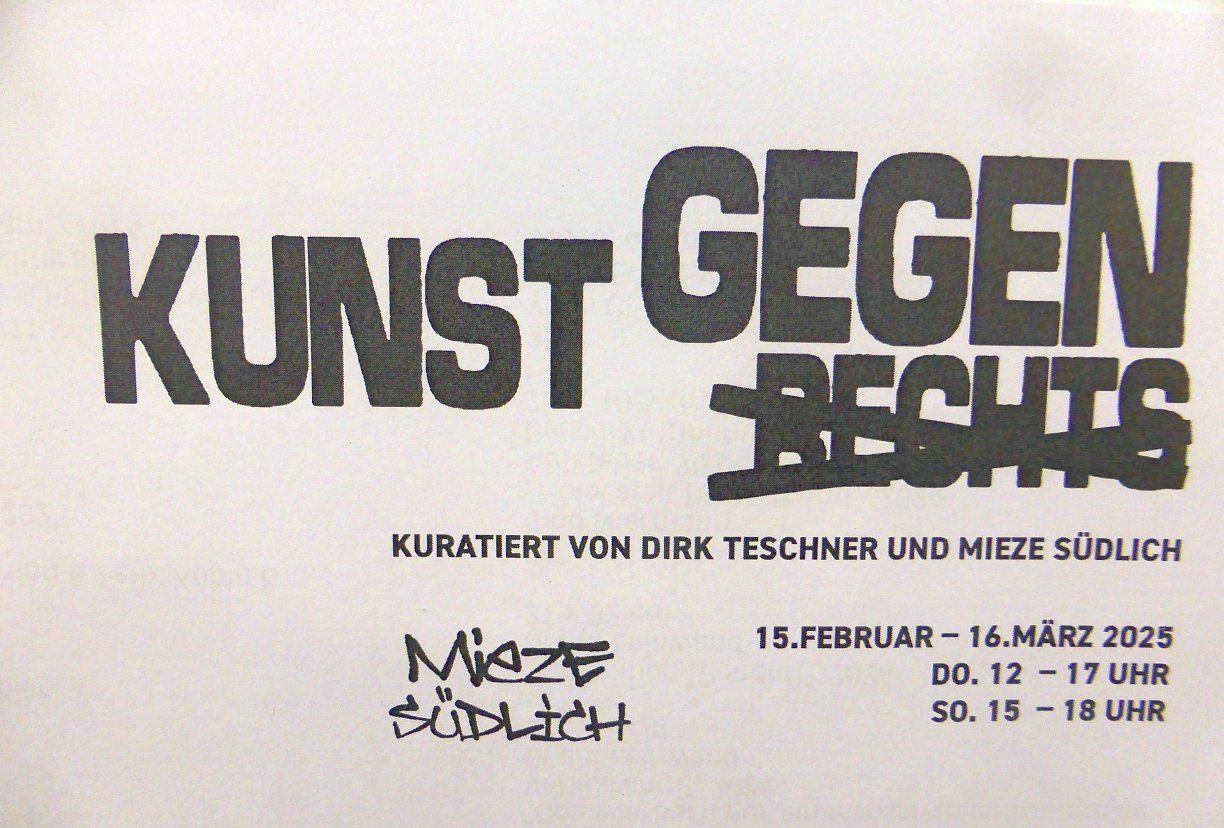 KUNST GEGEN
RECHTS
KURATIERT VON DIRK TESCHNER UND MIEZE SÜDLICH
MiEZE
SÜDLiCH
15.FEBRUAR – 16.MÄRZ 2025
DO. 12 – 17 UHR
SO. 15 – 18 UHR